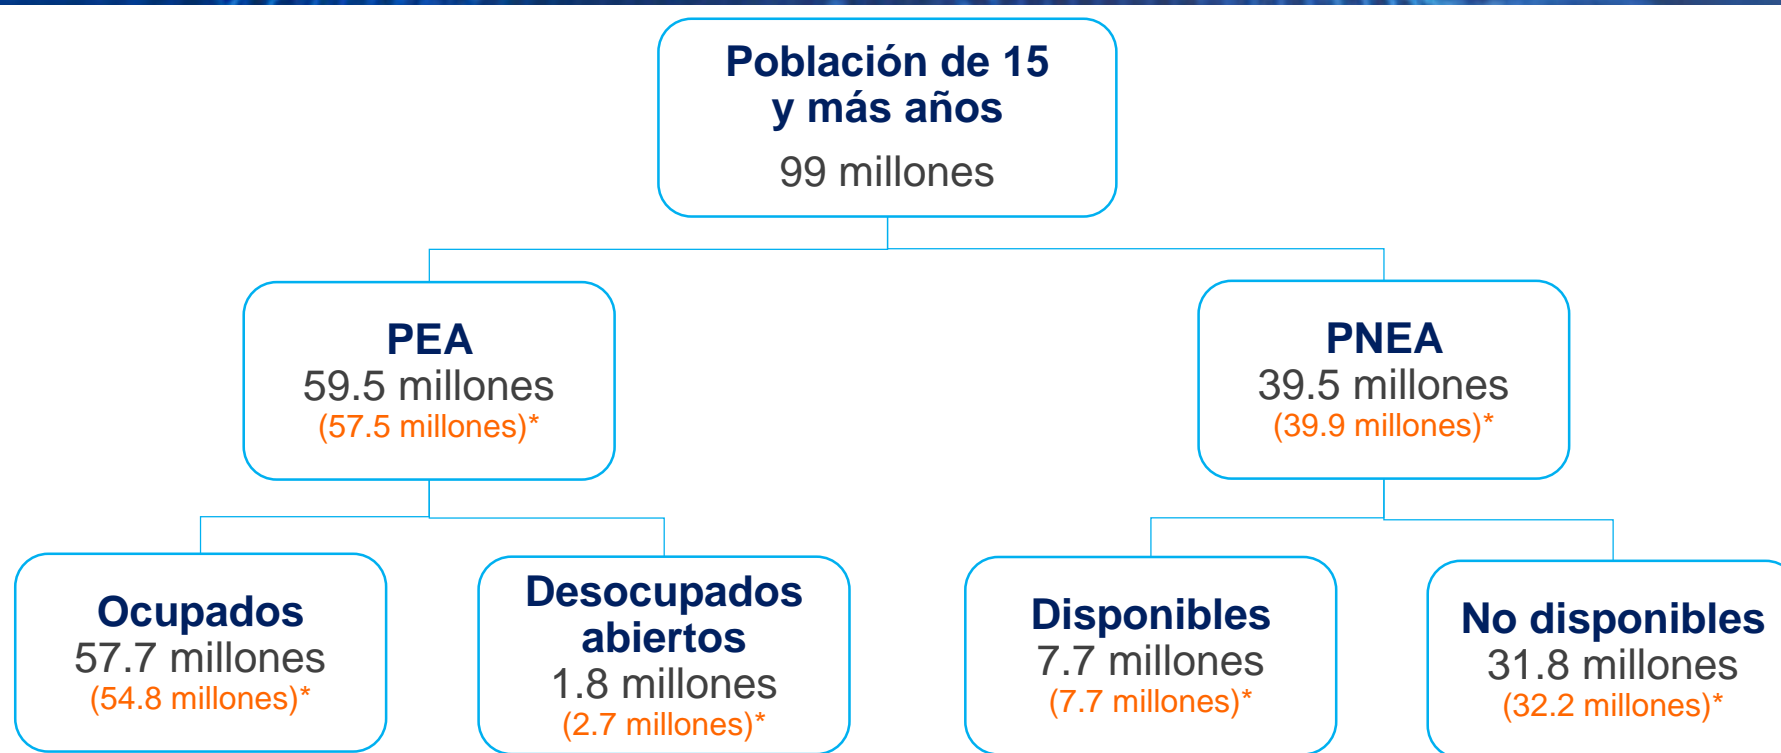 Población de 15
y más años
99 millones
PEA
59.5 millones
(57.5 millones)*
PNEA
39.5 millones
(39.9 millones)*
Ocupados
57.7 millones
(54.8 millones)*
Desocupados
abiertos
1.8 millones
(2.7 millones)*
Disponibles
7.7 millones
(7.7 millones)*
No disponibles
31.8 millones
(32.2 millones)*